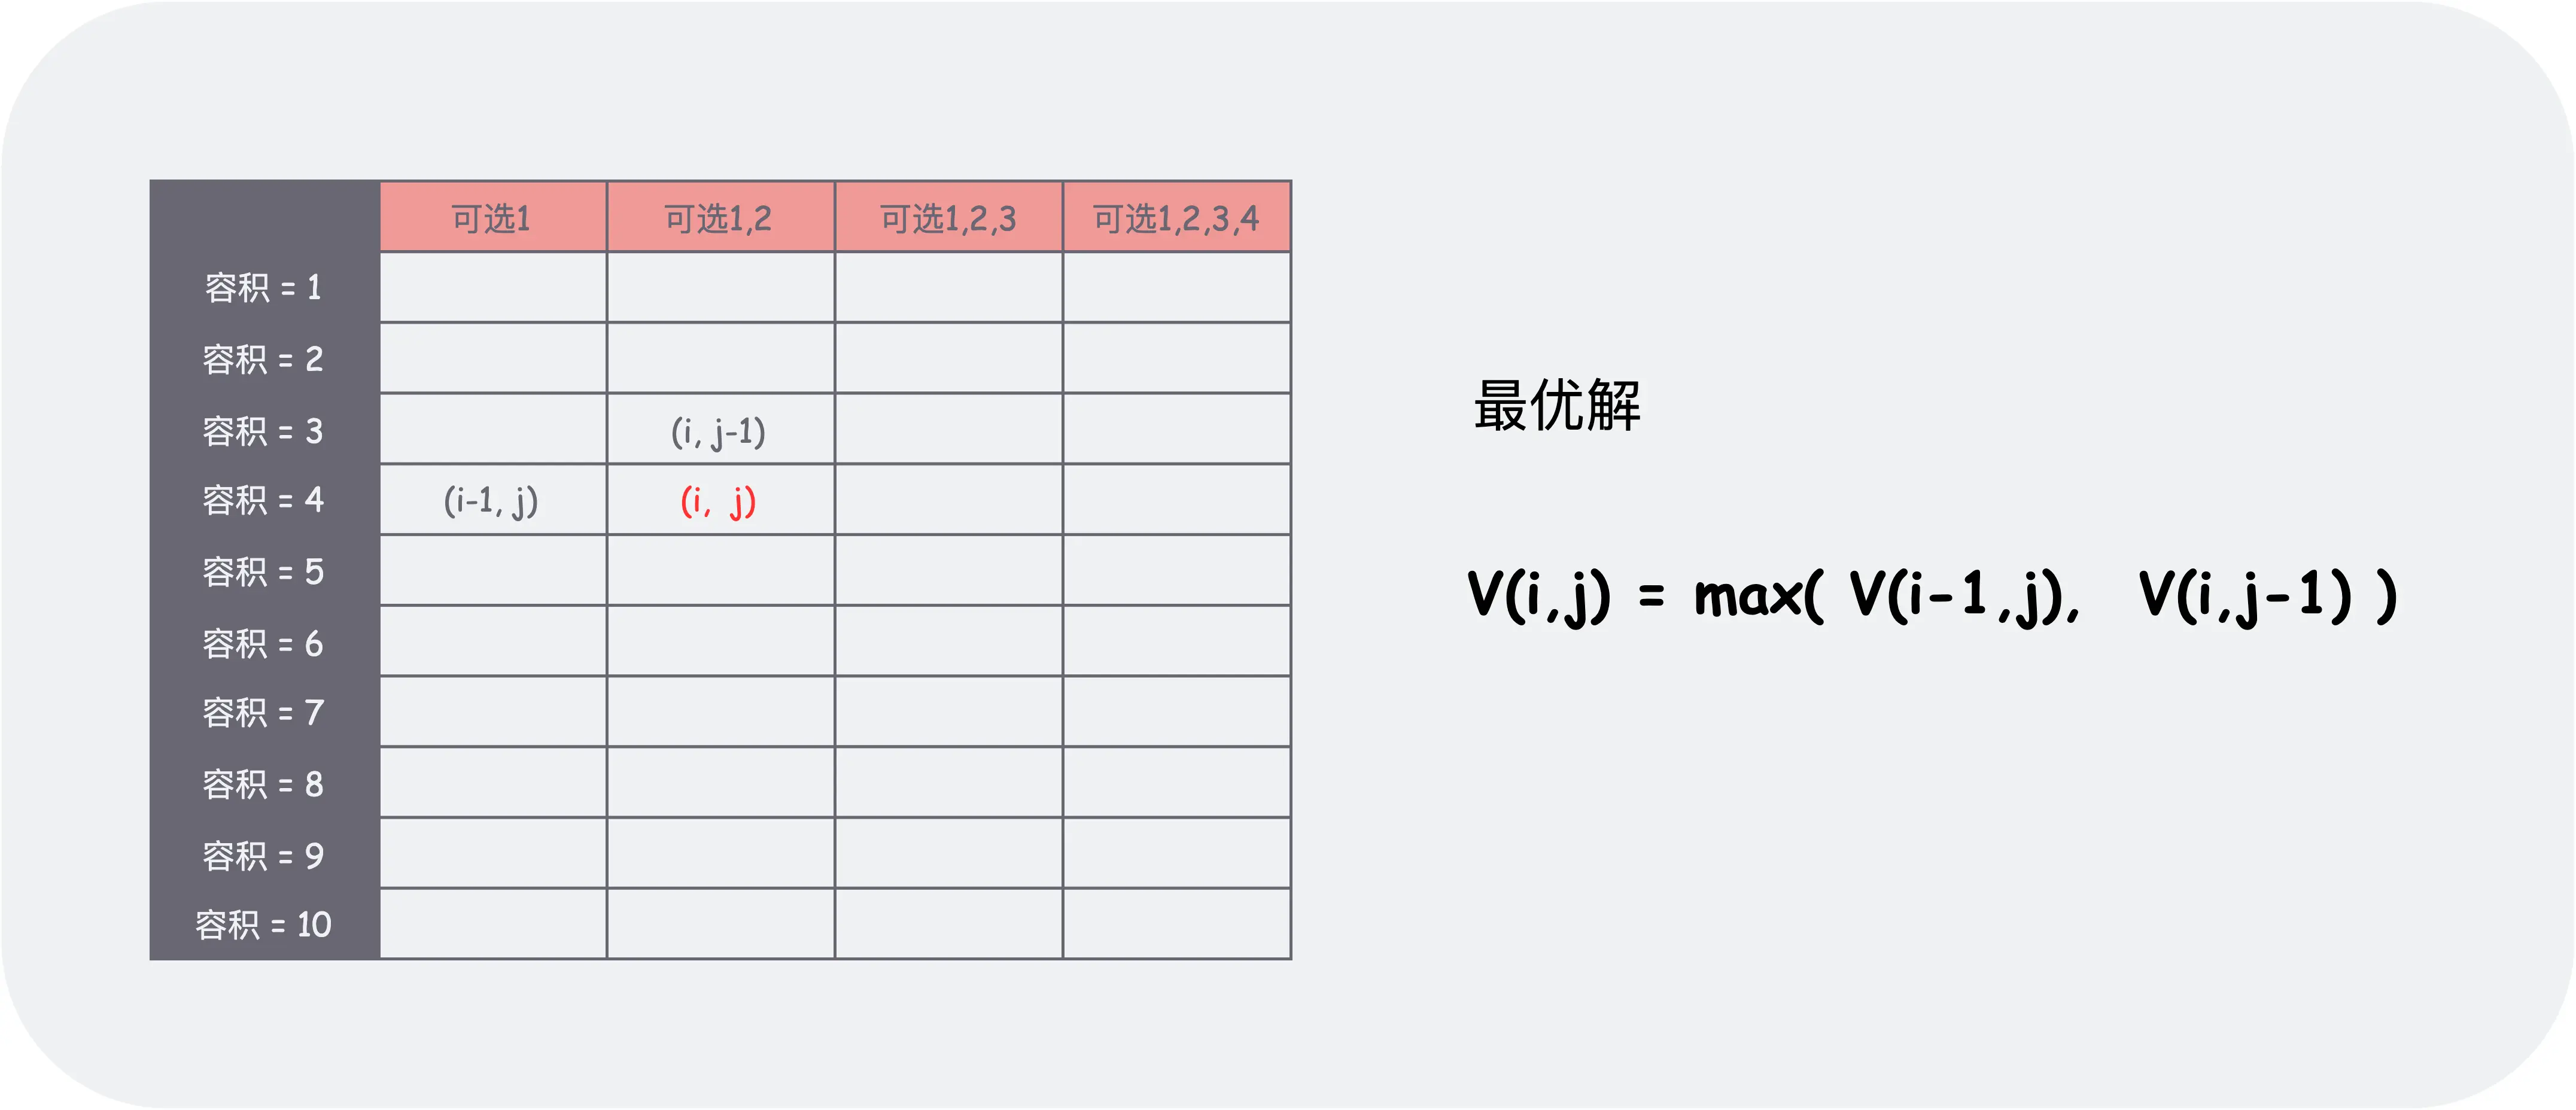 可选1 可选1,2 可选1,2,3 可选1,2,3,4
容积 = 1
容积 = 2
容积 = 3 (i, j-1)
容积 = 4 (i-1, j) (i, j)
容积 = 5
容积 = 6
容积 = 7
容积 = 8
容积 = 9
容积 = 10
最优解
V(i,j) = max( V(i-1,j), V(i,j-1) )